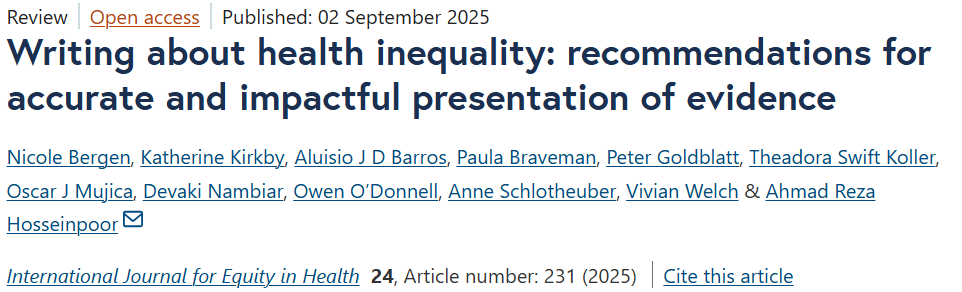 Review | Open access | Published: 02 September 2025
Writing about health inequality: recommendations for
accurate and impactful presentation of evidence
Nicole Bergen, Katherine Kirkby, Aluisio J D Barros, Paula Braveman, Peter Goldblatt, Theadora Swift Koller,
Oscar J Mujica, Devaki Nambiar, Owen O’Donnell, Anne Schlotheuber, Vivian Welch & Ahmad Reza
Hosseinpoor
International Journal for Equity in Health 24, Article number: 231 (2025) | Cite this article